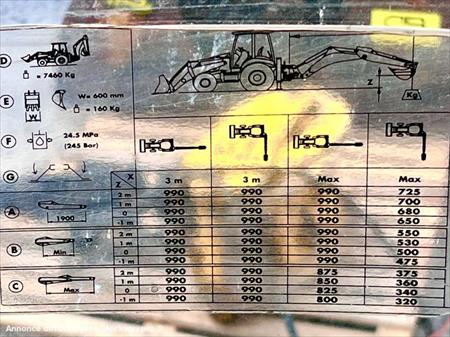 D
= 7460 Kg
Z
Kg
E
W= 600 mm
W
= 160 Kg
F
24.5 MPa
(245 Bar)
G
X
Z
3 m
3 m
Max
Max
A
1900
2 m 990 990 990 725
1 m 990 990 990 700
0 990 990 990 680
-1 m 990 990 990 650
B
Min
2 m 990 990 990 550
1 m 990 990 990 530
0 990 990 990 500
-1 m 990 990 990 475
C
Max
2 m 990 990 875 375
1 m 990 990 850 360
0 990 990 825 340
-1 m 990 990 800 320